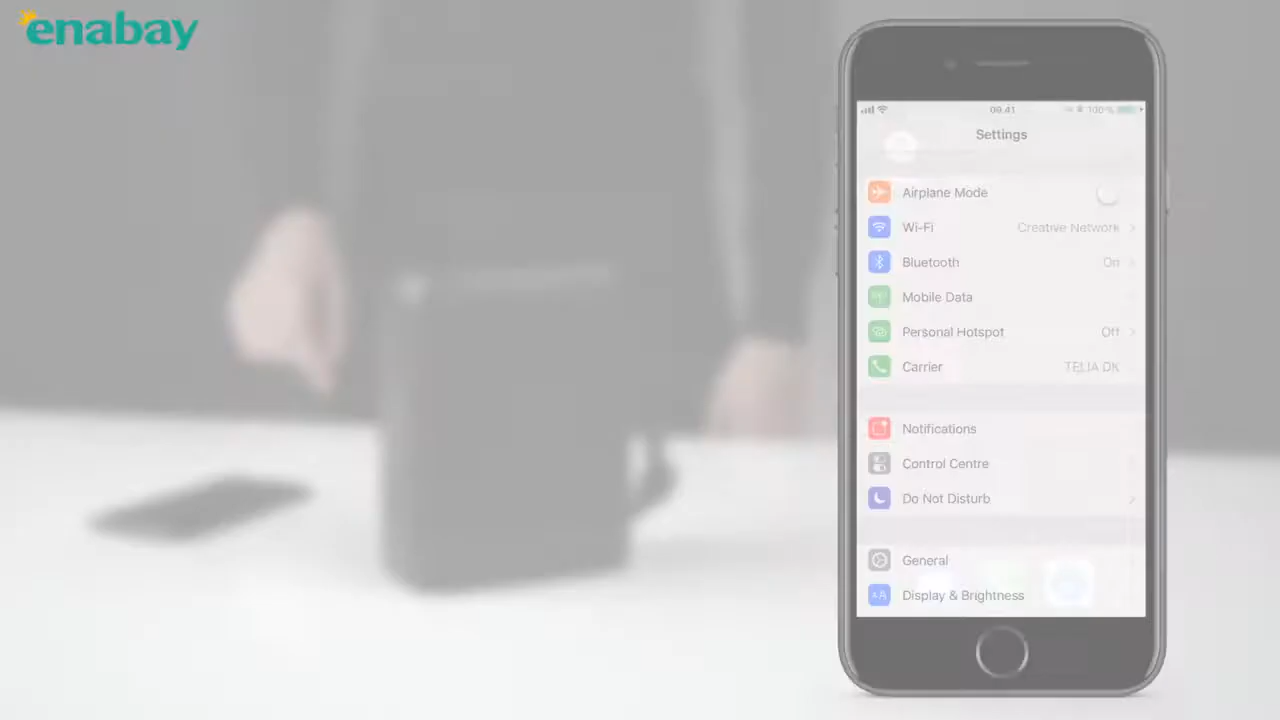 enabay
09.41
100 %
Settings
Airplane Mode
Wi-Fi Creative Network
Bluetooth On
Mobile Data
Personal Hotspot Off
Carrier TELIA DK
Notifications
Control Centre
Do Not Disturb
General
AA Display & Brightness